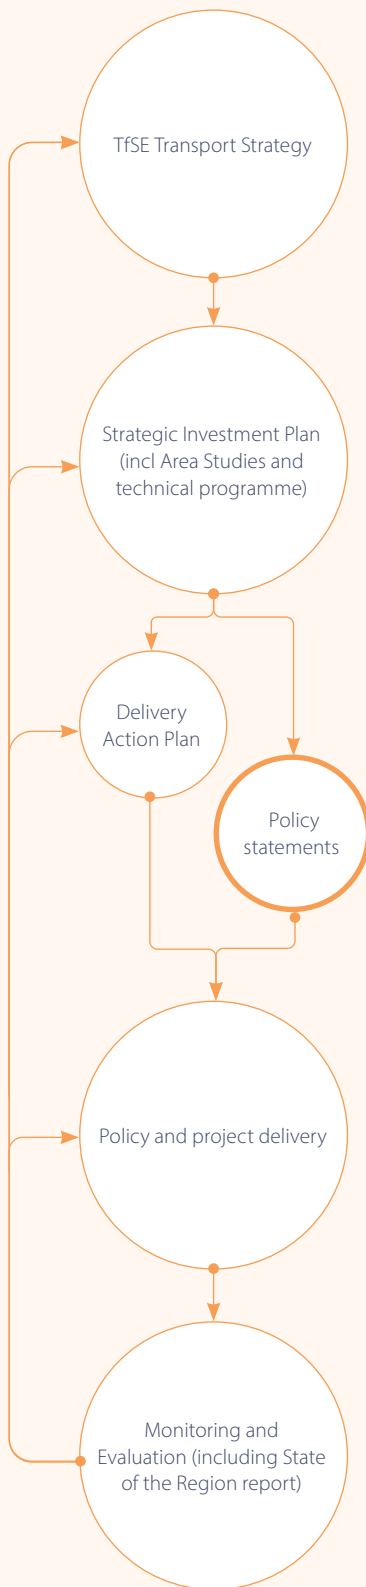 TfSE Transport Strategy
Strategic Investment Plan
(incl Area Studies and
technical programme)
Delivery
Action Plan
Policy
statements
Policy and project delivery
Monitoring and
Evaluation (including State
of the Region report)